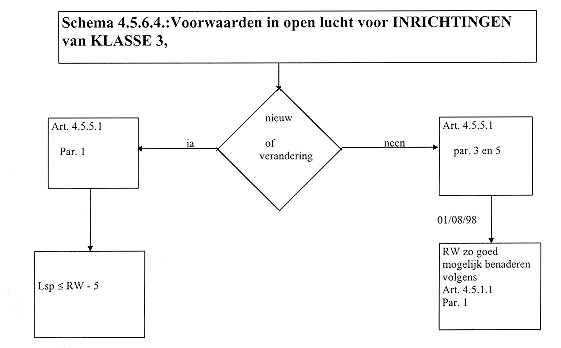 Schema 4.5.6.4.:Voorwaarden in open lucht voor INRICHTINGEN
van KLASSE 3,
nieuw
of
verandering
ja
neen
Art. 4.5.5.1
Par. 1
Art. 4.5.5.1
par. 3 en 5
01/08/98
Lsp ≤ RW - 5
RW zo goed
mogelijk benaderen
volgens
Art. 4.5.1.1
Par. 1